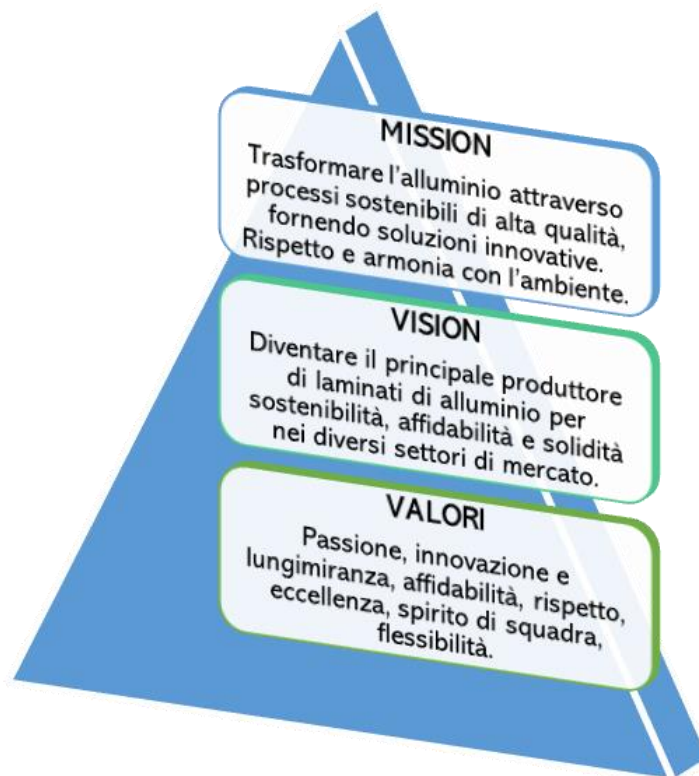 MISSION
Trasformare l'alluminio attraverso
processi sostenibili di alta qualità,
fornendo soluzioni innovative.
Rispetto e armonia con l'ambiente.
VISION
Diventare il principale produttore
di laminati di alluminio per
sostenibilità, affidabilità e solidità
nei diversi settori di mercato.
VALORI
Passione, innovazione e
lungimiranza, affidabilità, rispetto,
eccellenza, spirito di squadra,
flessibilità.